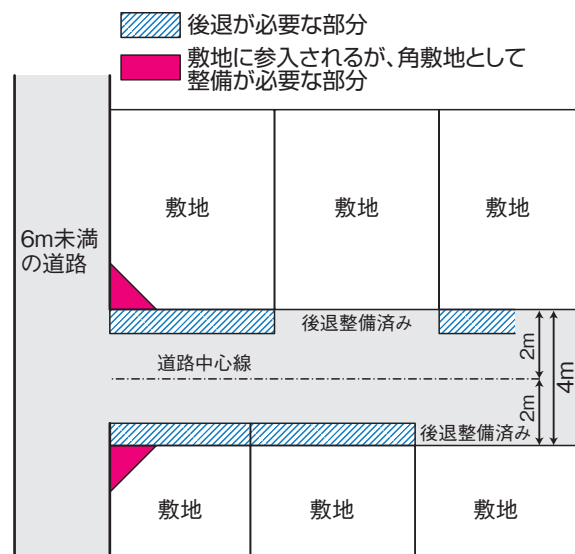 後退が必要な部分
敷地に参入されるが、角敷地として
整備が必要な部分
敷地
敷地
敷地
6m未満
の道路
後退整備済み
道路中心線
2m
4m
2m
後退整備済み
敷地
敷地
敷地